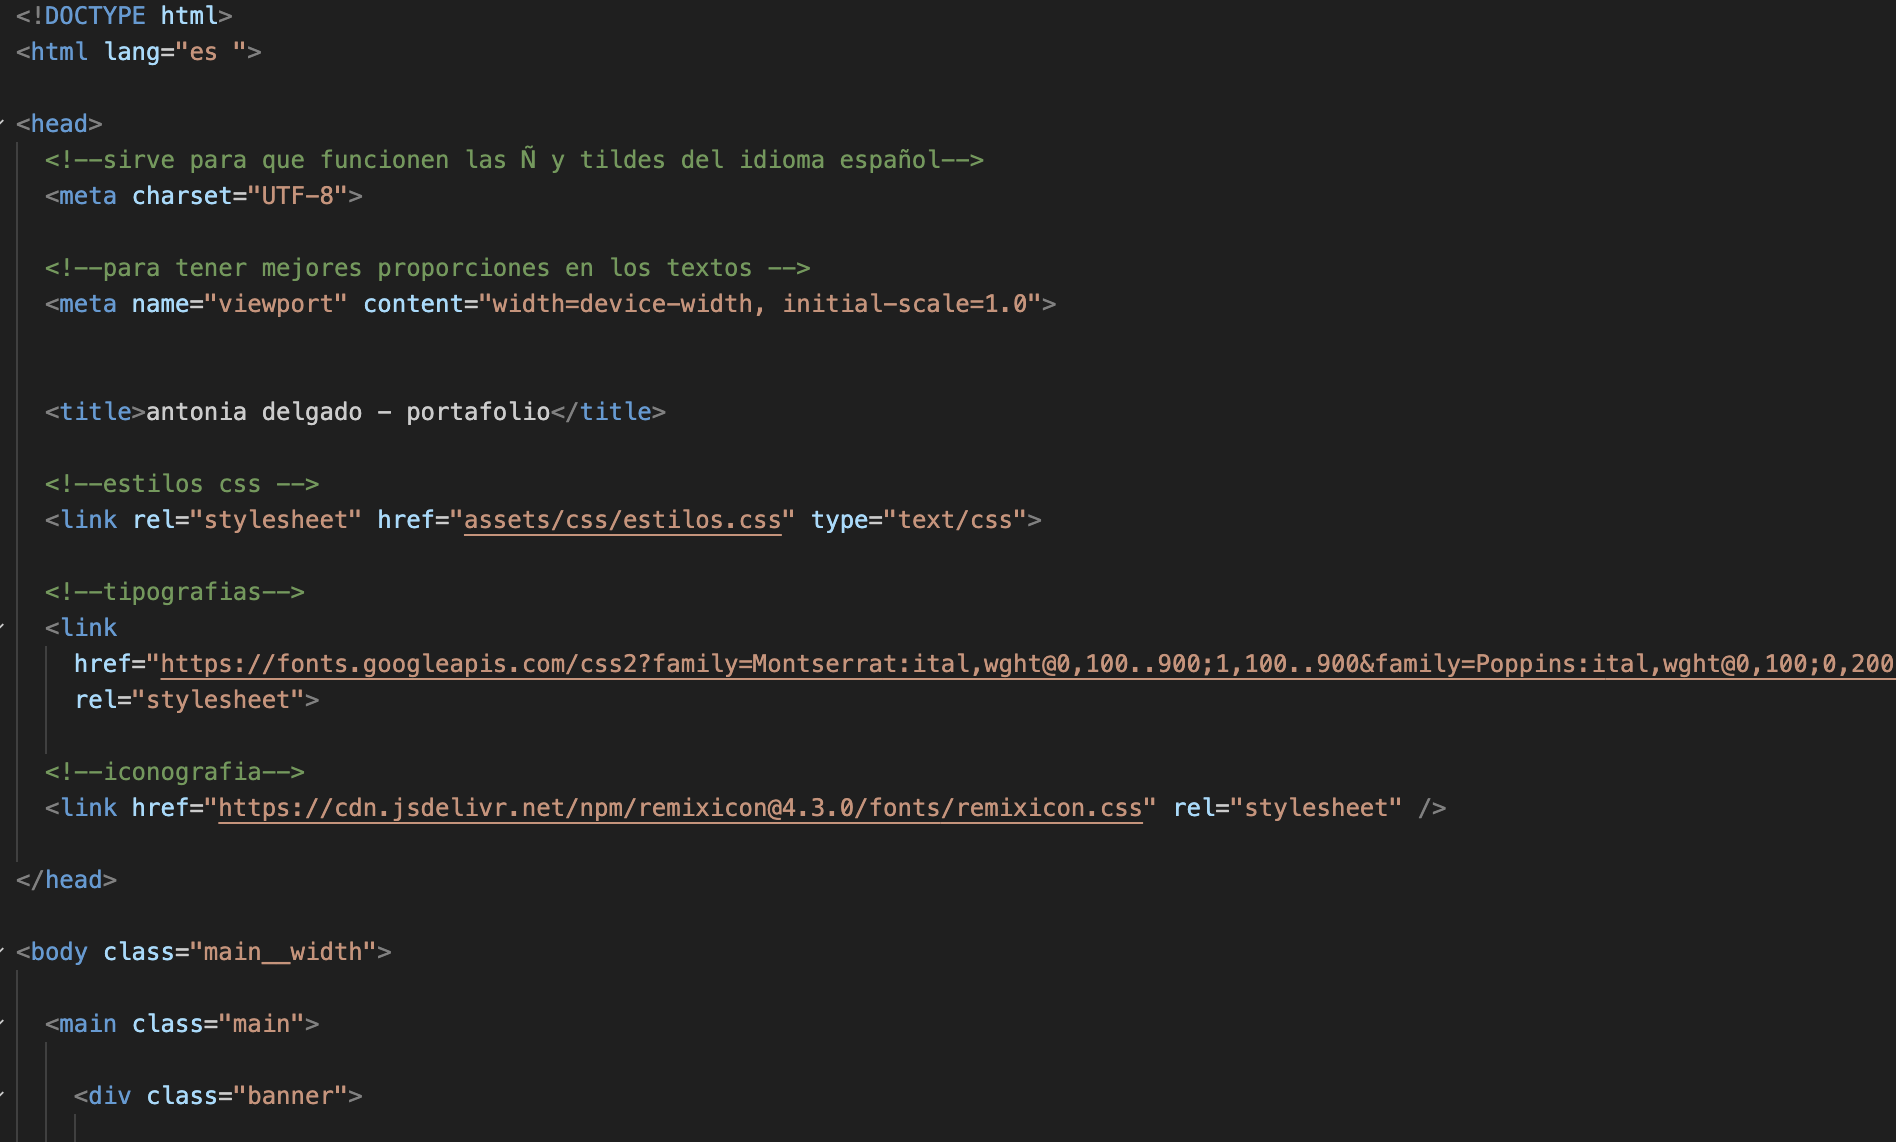 <!DOCTYPE html>
<html lang="es ">
<head>
<!--sirve para que funcionen las Ñ y tildes del idioma español-->
<meta charset="UTF-8">
<!--para tener mejores proporciones en los textos -->
<meta name="viewport" content="width=device-width, initial-scale=1.0">
<title>antonia delgado - portafolio</title>
<!--estilos css -->
<link rel="stylesheet" href="assets/css/estilos.css" type="text/css">
<!--tipografias-->
<link
href="https://fonts.googleapis.com/css2?family=Montserrat:ital,wght@0,100..900;1,100..900&family=Poppins:ital,wght@0,100;0,200
rel="stylesheet">
<!--iconografia-->
<link href="https://cdn.jsdelivr.net/npm/remixicon@4.3.0/fonts/remixicon.css" rel="stylesheet" />
</head>
<body class="main__width">
<main class="main">
<div class="banner">